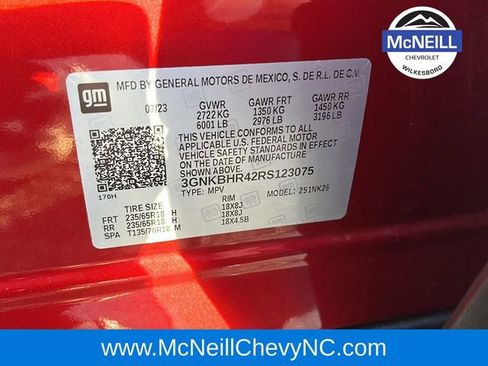 McNEILL
CHEVROLET
WILKESBORO
gm
MFD BY GENERAL MOTORS DE MEXICO, S. DE R.L. DE C.V.
07/23 GVWR GAWR FRT GAWR RR
2722 KG 1350 KG 1450 KG
6001 LB 2976 LB 3196 LB
THIS VEHICLE CONFORMS TO ALL
APPLICABLE U.S. FEDERAL MOTOR
VEHICLE SAFETY STANDARDS IN EFFECT
ON THE DATE OF MANUFACTURE SHOWN ABOVE.
3GNKBHR42RS123075
TYPE: MPV MODEL: 251NK26
170H
TIRE SIZE RIM
FRT 235/65R18 H 18X8J
RR 235/65R18 H 18X8J
SPA T135/70R18 M 18X4.5B
www.McNeillChevyNC.com